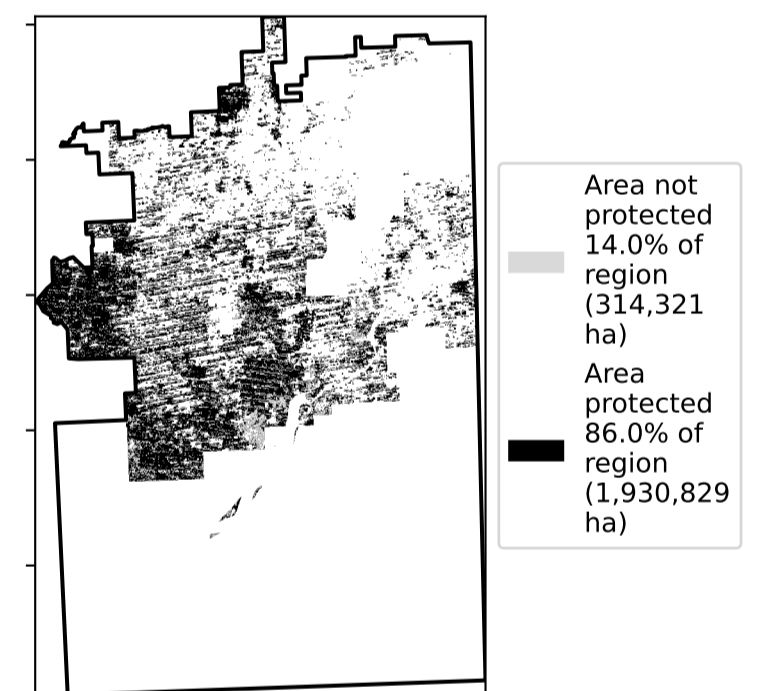 Area not
protected
14.0% of
region
(314,321
ha)
Area
protected
86.0% of
region
(1,930,829
ha)